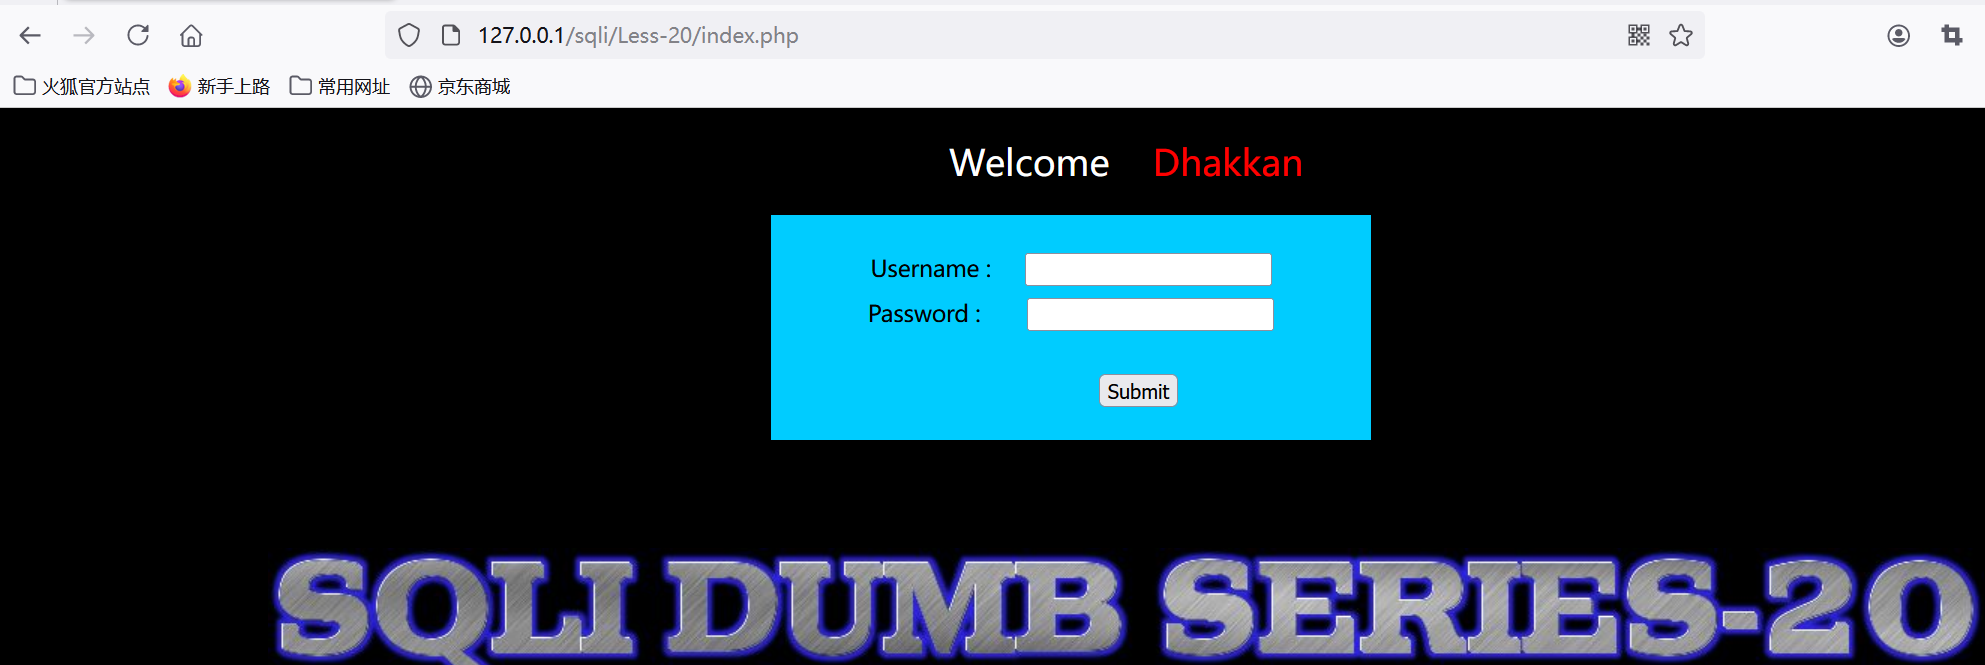 127.0.0.1/sqli/Less-20/index.php
火狐官方站点 新手上路 常用网址 京东商城
Welcome Dhakkan
Username :
Password :
Submit
SQLI DUMB SERIES-20